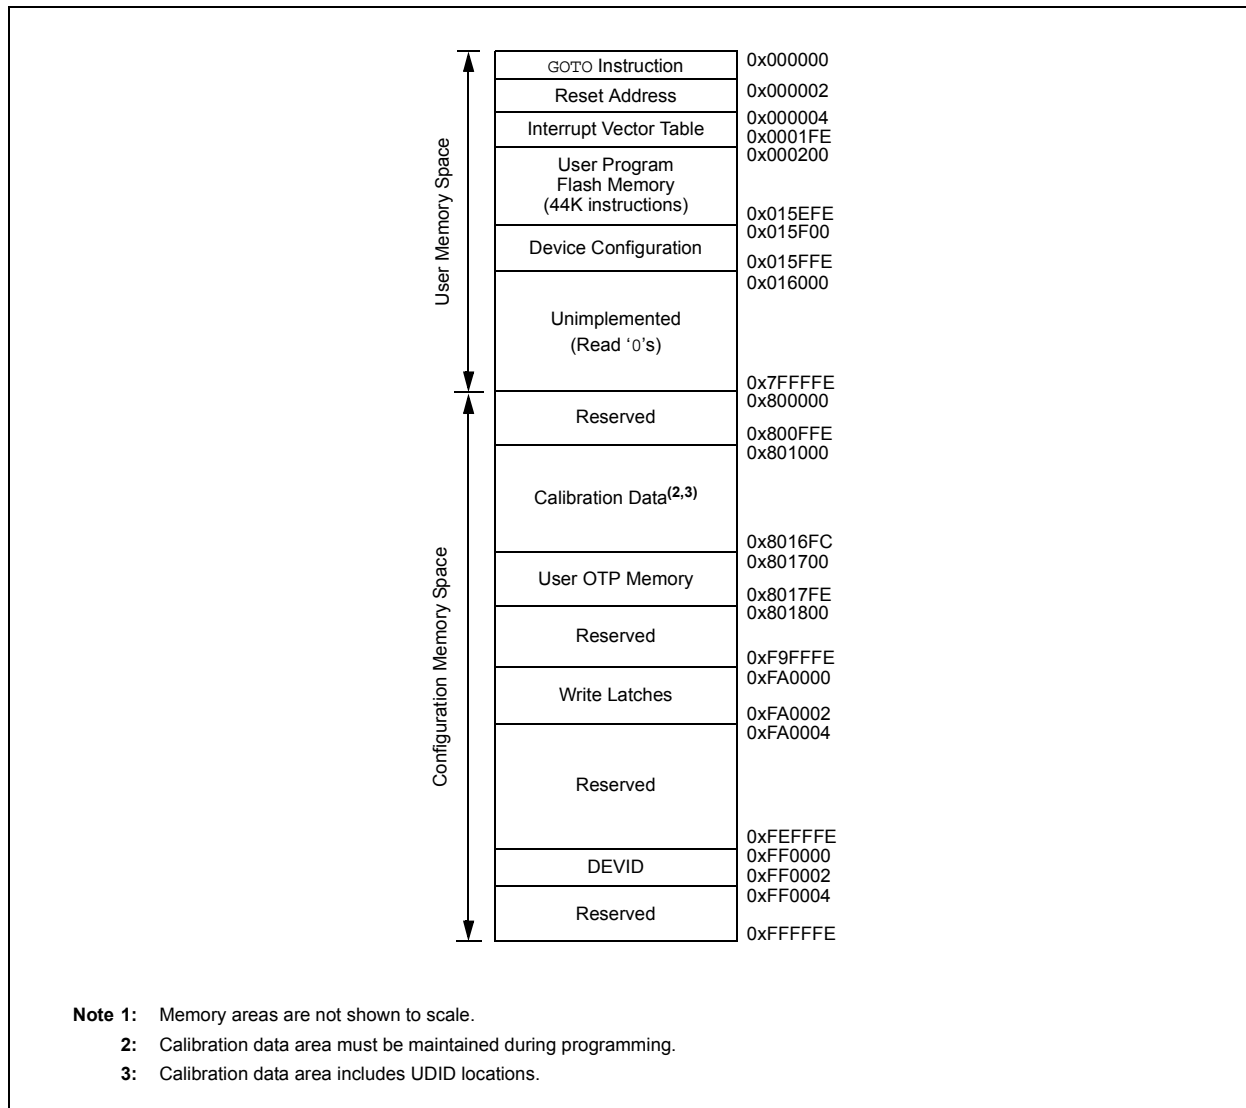 GOTO Instruction 0x000000
Reset Address 0x000002
0x000004
Interrupt Vector Table
0x0001FE
0x000200
User Program
Flash Memory
(44K instructions)
0x015EFE
0x015F00
Device Configuration
0x015FFE
0x016000
Unimplemented
(Read ‘0’s)
0x7FFFFE
User Memory Space
0x800000
Reserved
0x800FFE
0x801000
Calibration Data(2,3)
0x8016FC
0x801700
User OTP Memory
0x8017FE
0x801800
Reserved
0xF9FFFE
0xFA0000
Write Latches
0xFA0002
0xFA0004
Reserved
0xFEFFFE
0xFF0000
DEVID
0xFF0002
0xFF0004
Reserved
0xFFFFFE
Configuration Memory Space
Note 1: Memory areas are not shown to scale.
2: Calibration data area must be maintained during programming.
3: Calibration data area includes UDID locations.